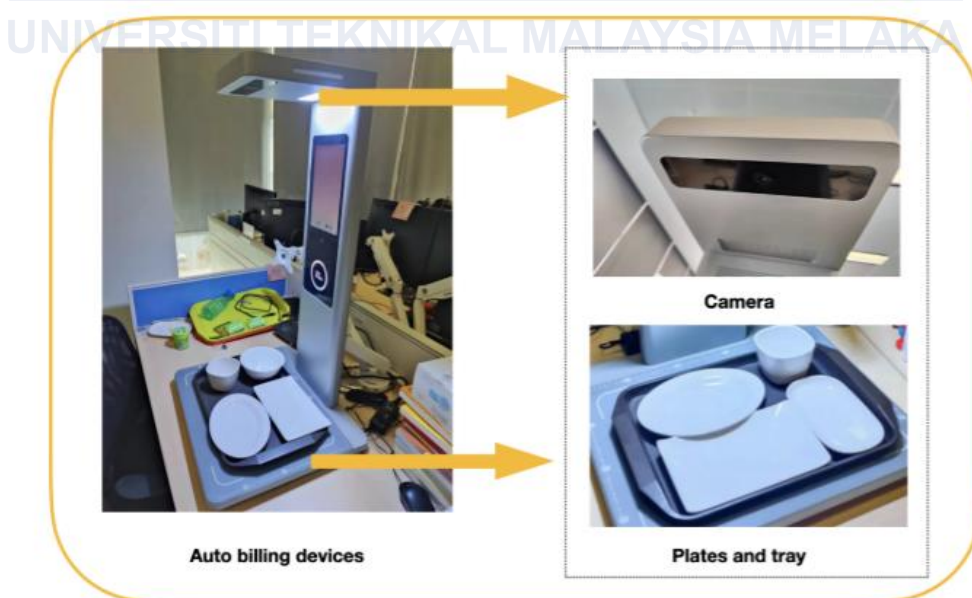 UNIVERSITI TEKNIKAL MALAYSIA MELAKA
Camera
Auto billing devices
Plates and tray